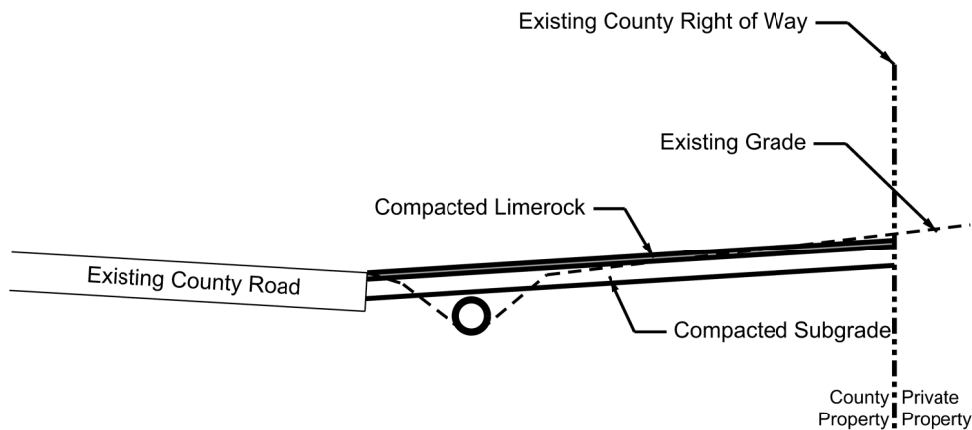 Existing County Right of Way
Existing Grade
Compacted Limerock
Existing County Road
Compacted Subgrade
County Private
Property Property